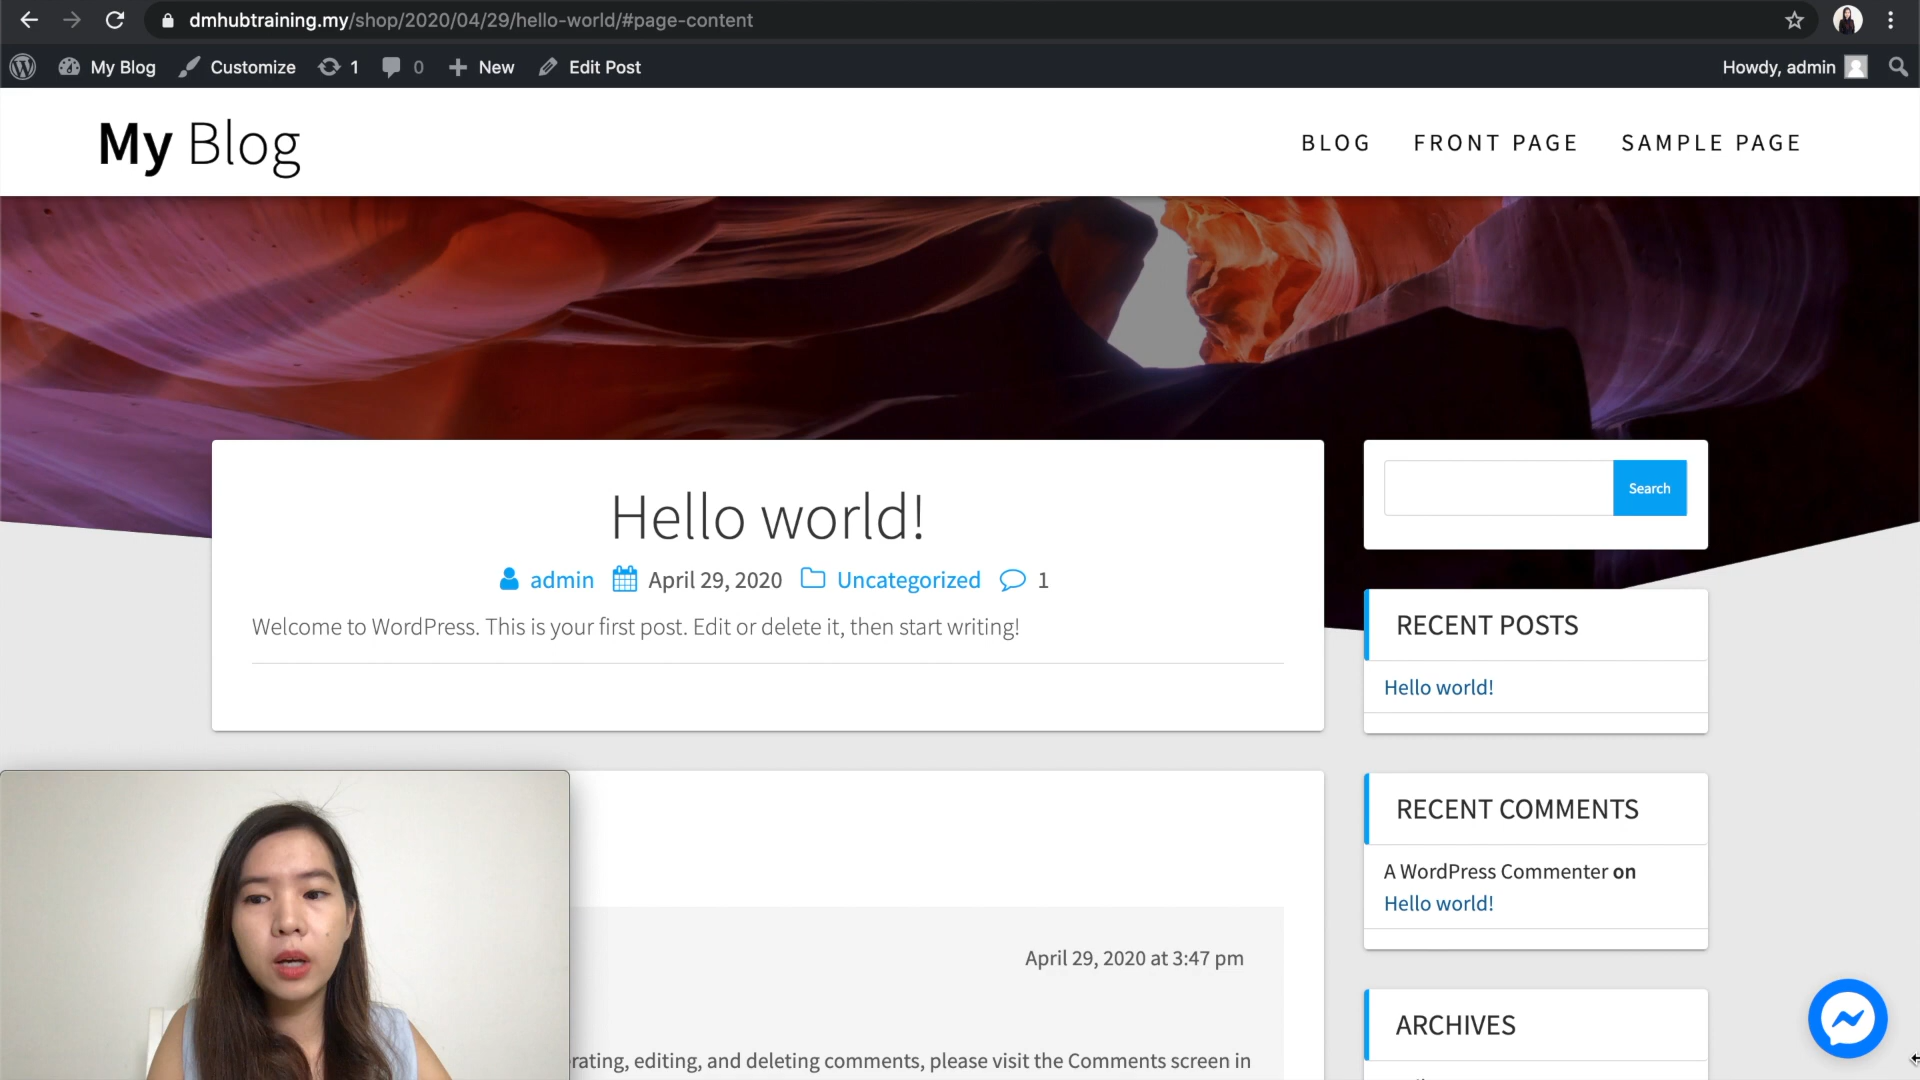 dmhubtraining.my/shop/2020/04/29/hello-world/#page-content
My Blog Customize 1 0 New Edit Post Howdy, admin
My Blog
BLOG FRONT PAGE SAMPLE PAGE
Hello world!
admin April 29, 2020 Uncategorized 1
Welcome to WordPress. This is your first post. Edit or delete it, then start writing!
Search
RECENT POSTS
Hello world!
RECENT COMMENTS
A WordPress Commenter on
Hello world!
ARCHIVES
April 29, 2020 at 3:47 pm
editing, and deleting comments, please visit the Comments screen in